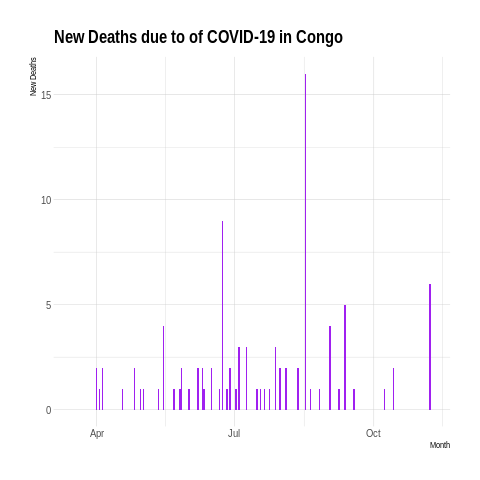 New Deaths due to of COVID-19 in Congo
New Deaths
15
10
5
0
Apr
Jul
Oct
Month